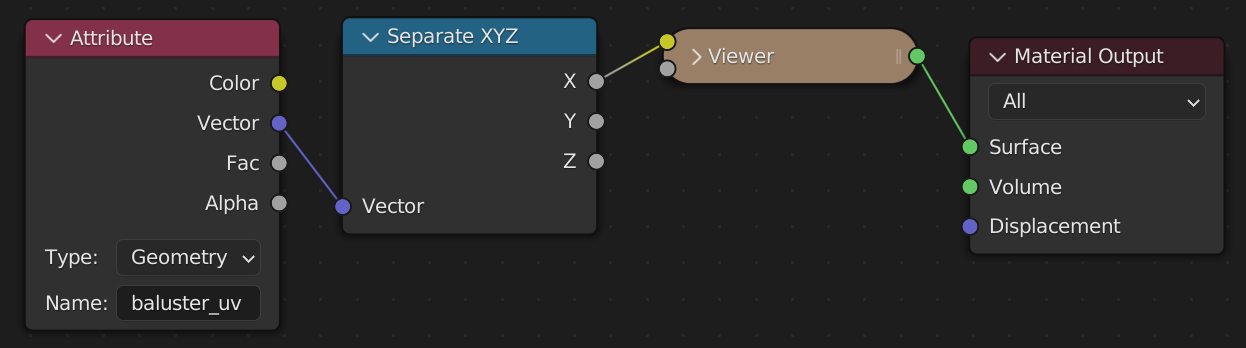 Attribute
Color
Vector
Fac
Alpha
Type: Geometry
Name: baluster_uv
Separate XYZ
X
Y
Z
Vector
Viewer
Material Output
All
Surface
Volume
Displacement